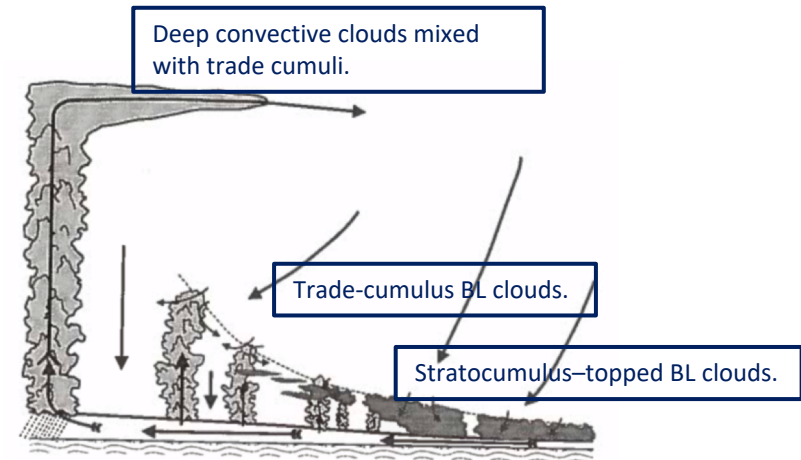 Deep convective clouds mixed
with trade cumuli.
Trade-cumulus BL clouds.
Stratocumulus–topped BL clouds.